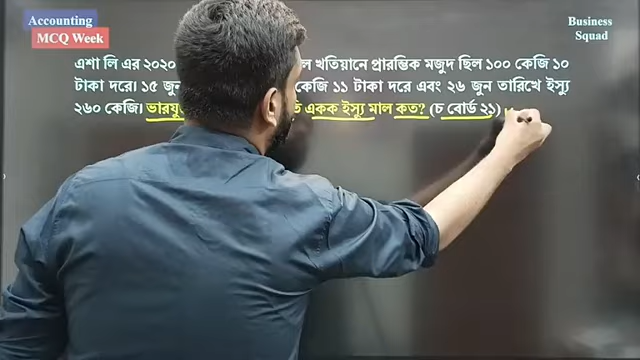 Accounting
MCQ Week
Business
Squad
এশা লি এর ২০২০ ল খতিয়ানে প্রারম্ভিক মজুদ ছিল ১০০ কেজি ১০
টাকা দরে। ১৫ জুন কেজি ১১ টাকা দরে এবং ২৬ জুন তারিখে ইস্যু
২৬০ কেজি। ভারযু তি একক ইস্যু মাল কত? (চ বোর্ড ২১)